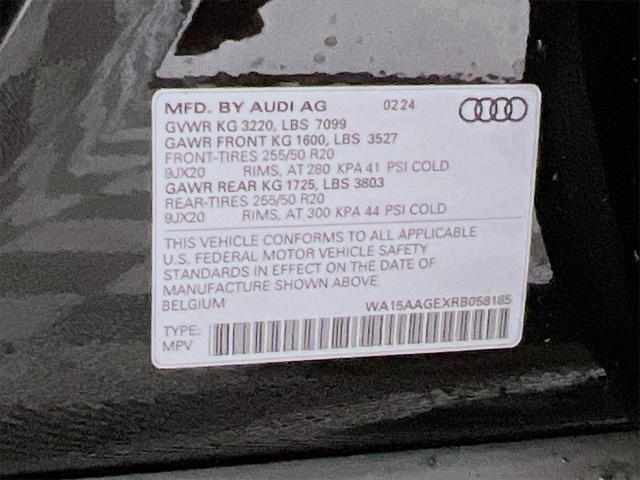 MFD. BY AUDI AG 02 24
GVWR KG 3220, LBS 7099
GAWR FRONT KG 1600, LBS 3527
FRONT-TIRES 255/50 R20
9JX20 RIMS, AT 280 KPA 41 PSI COLD
GAWR REAR KG 1725, LBS 3803
REAR-TIRES 255/50 R20
9JX20 RIMS, AT 300 KPA 44 PSI COLD
THIS VEHICLE CONFORMS TO ALL APPLICABLE
U.S. FEDERAL MOTOR VEHICLE SAFETY
STANDARDS IN EFFECT ON THE DATE OF
MANUFACTURE SHOWN ABOVE.
BELGIUM WA15AAGEXRB058185
TYPE:
MPV